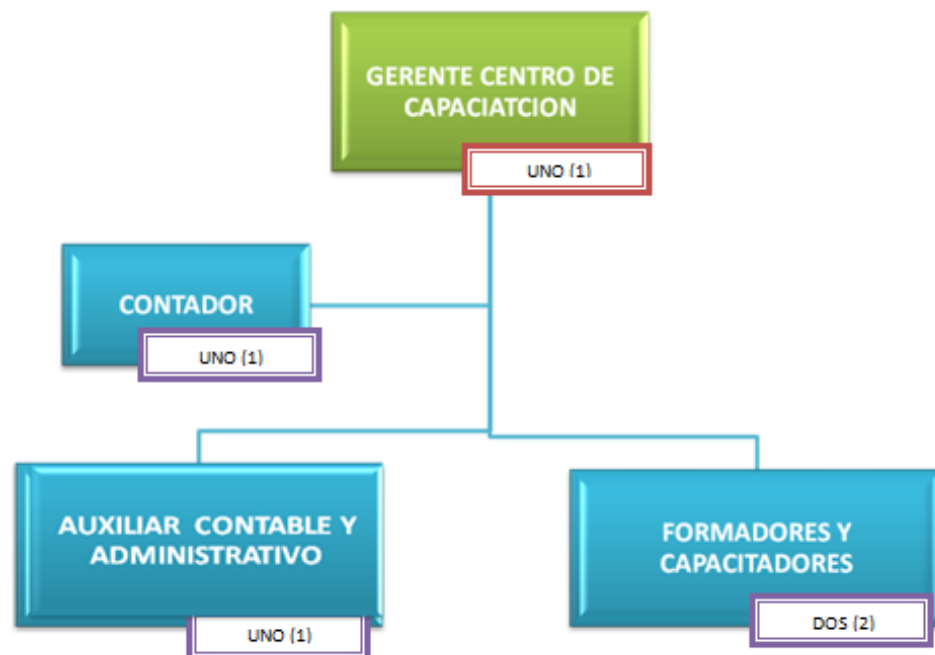 GERENTE CENTRO DE
CAPACIATCION
UNO (1)
CONTADOR
UNO (1)
AUXILIAR CONTABLE Y
ADMINISTRATIVO
UNO (1)
FORMADORES Y
CAPACITADORES
DOS (2)